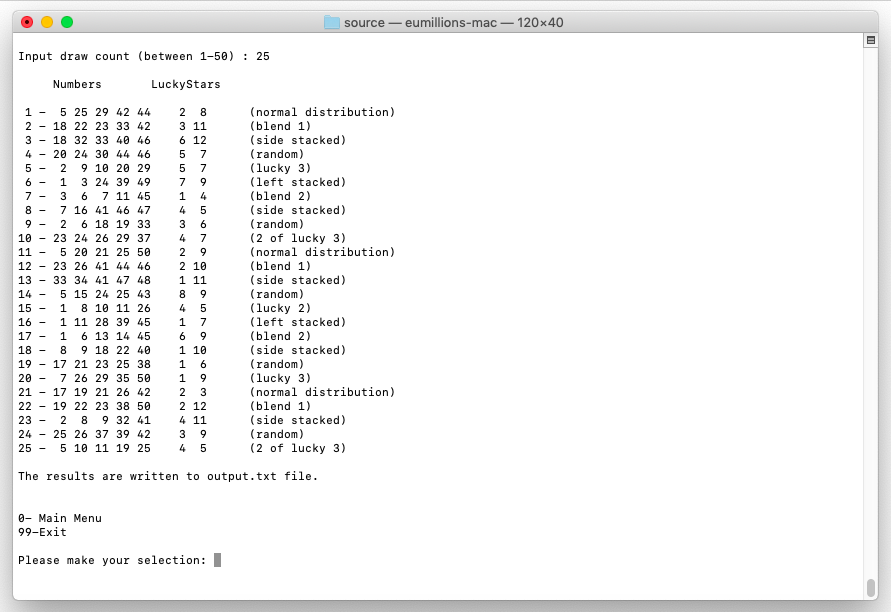 source — eumillions-mac — 120×40
Input draw count (between 1-50) : 25
Numbers LuckyStars
1 - 5 25 29 42 44 2 8 (normal distribution)
2 - 18 22 23 33 42 3 11 (blend 1)
3 - 18 32 33 40 46 6 12 (side stacked)
4 - 20 24 30 44 46 5 7 (random)
5 - 2 9 10 20 29 5 7 (lucky 3)
6 - 1 3 24 39 49 7 9 (left stacked)
7 - 3 6 7 11 45 1 4 (blend 2)
8 - 7 16 41 46 47 4 5 (side stacked)
9 - 2 6 18 19 33 3 6 (random)
10 - 23 24 26 29 37 4 7 (2 of lucky 3)
11 - 5 20 21 25 50 2 9 (normal distribution)
12 - 23 26 41 44 46 2 10 (blend 1)
13 - 33 34 41 47 48 1 11 (side stacked)
14 - 5 15 24 25 43 8 9 (random)
15 - 1 8 10 11 26 4 5 (lucky 2)
16 - 1 11 28 39 45 1 7 (left stacked)
17 - 1 6 13 14 45 6 9 (blend 2)
18 - 8 9 18 22 40 1 10 (side stacked)
19 - 17 21 23 25 38 1 6 (random)
20 - 7 26 29 35 50 1 9 (lucky 3)
21 - 17 19 21 26 42 2 3 (normal distribution)
22 - 19 22 23 38 50 2 12 (blend 1)
23 - 2 8 9 32 41 4 11 (side stacked)
24 - 25 26 37 39 42 3 9 (random)
25 - 5 10 11 19 25 4 5 (2 of lucky 3)
The results are written to output.txt file.
0- Main Menu
99-Exit
Please make your selection: